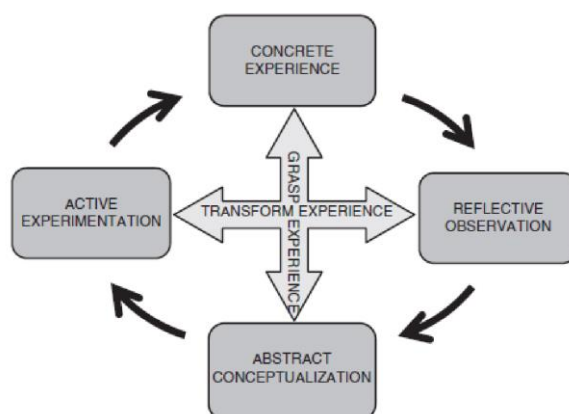 CONCRETE
EXPERIENCE
GRASP EXPERIENCE
ACTIVE
EXPERIMENTATION
TRANSFORM EXPERIENCE
REFLECTIVE
OBSERVATION
ABSTRACT
CONCEPTUALIZATION